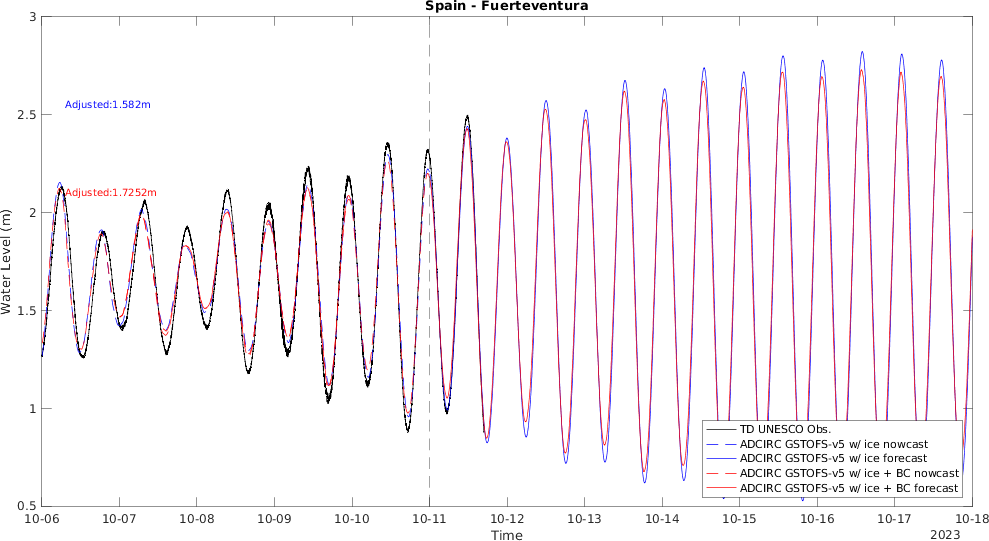 Spain - Fuerteventura
Water Level (m)
3
2.5
2
1.5
1
0.5
Adjusted:1.582m
Adjusted:1.7252m
TD UNESCO Obs.
ADCIRC GSTOFS-v5 w/ ice nowcast
ADCIRC GSTOFS-v5 w/ ice forecast
ADCIRC GSTOFS-v5 w/ ice + BC nowcast
ADCIRC GSTOFS-v5 w/ ice + BC forecast
10-06 10-07 10-08 10-09 10-10 10-11 10-12 10-13 10-14 10-15 10-16 10-17 10-18
Time
2023